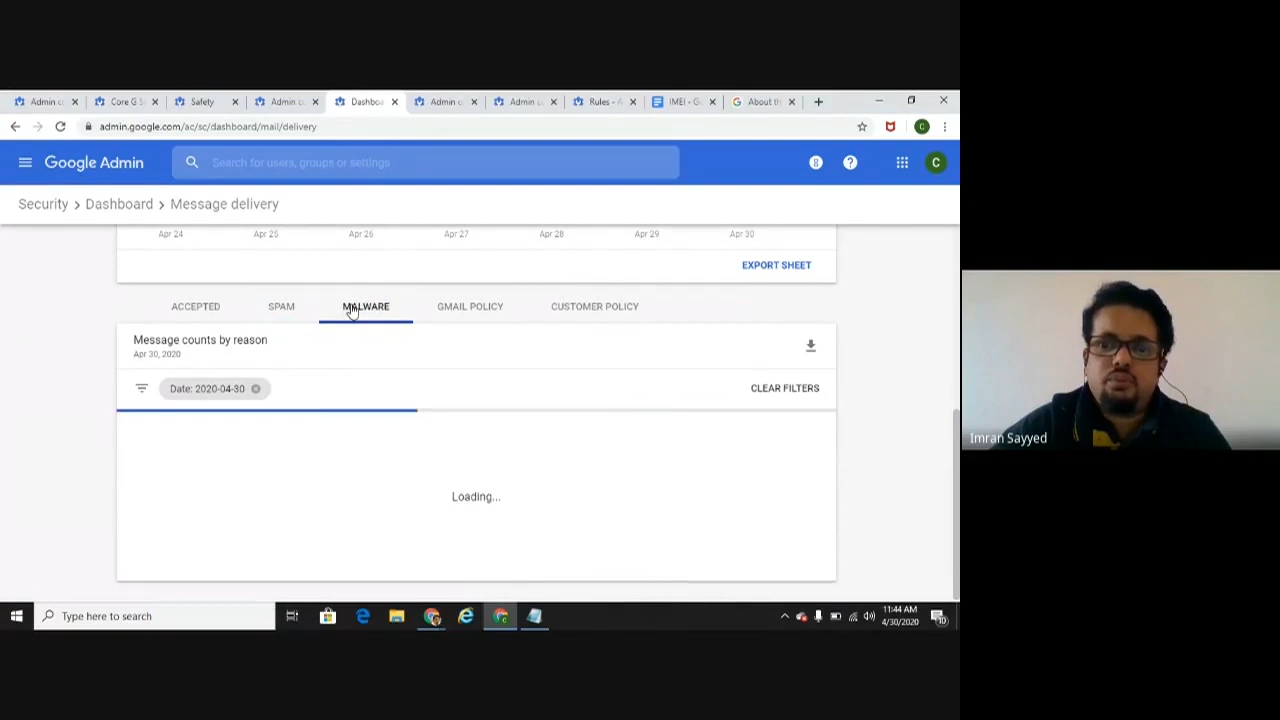 Admin c
Core G S
Safety
Admin c
Dashboa
Admin c
Admin c
Rules - A
IMEI - G
About th
admin.google.com/ac/sc/dashboard/mail/delivery
C
Google Admin
Search for users, groups or settings
C
Security > Dashboard > Message delivery
Apr 24
Apr 25
Apr 26
Apr 27
Apr 28
Apr 29
Apr 30
EXPORT SHEET
ACCEPTED
SPAM
MALWARE
GMAIL POLICY
CUSTOMER POLICY
Message counts by reason
Apr 30, 2020
Date: 2020-04-30
CLEAR FILTERS
Loading...
Imran Sayyed
Type here to search
11:44 AM
4/30/2020